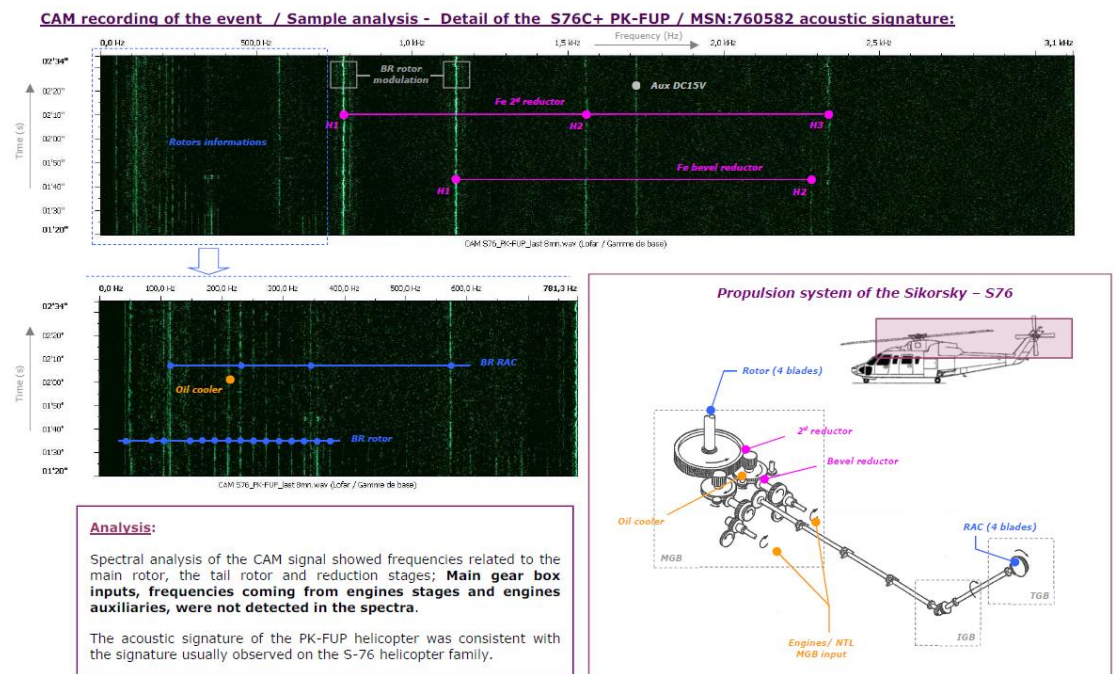 CAM recording of the event / Sample analysis - Detail of the S76C+ PK-FUP / MSN:760582 acoustic signature:
Frequency (Hz)
0,0 Hz 500,0 Hz 1,0 kHz 1,5 kHz 2,0 kHz 2,5 kHz 3,1 kHz
Time (s)
02'34"
02'20"
02'10"
02'00"
01'50"
01'40"
01'30"
01'20"
BR rotor
modulation
Aux DC15V
Fe 2ᵈ reductor
H1
H2
H3
Rotors informations
Fe bevel reductor
H1
H2
CAM S76_PK-FUP_last 8mn.wav (Lofar / Gamme de base)
0,0 Hz 100,0 Hz 200,0 Hz 300,0 Hz 400,0 Hz 500,0 Hz 600,0 Hz 781,3 Hz
Time (s)
02'34"
02'20"
02'10"
02'00"
01'50"
01'40"
01'30"
01'20"
BR RAC
Oil cooler
BR rotor
CAM S76_PK-FUP_last 8mn.wav (Lofar / Gamme de base)
Propulsion system of the Sikorsky – S76
Rotor (4 blades)
2ᵈ reductor
Bevel reductor
Oil cooler
MGB
RAC (4 blades)
TGB
IGB
Engines/ NTL
MGB input
Analysis:
Spectral analysis of the CAM signal showed frequencies related to the
main rotor, the tail rotor and reduction stages; Main gear box
inputs, frequencies coming from engines stages and engines
auxiliaries, were not detected in the spectra.
The acoustic signature of the PK-FUP helicopter was consistent with
the signature usually observed on the S-76 helicopter family.